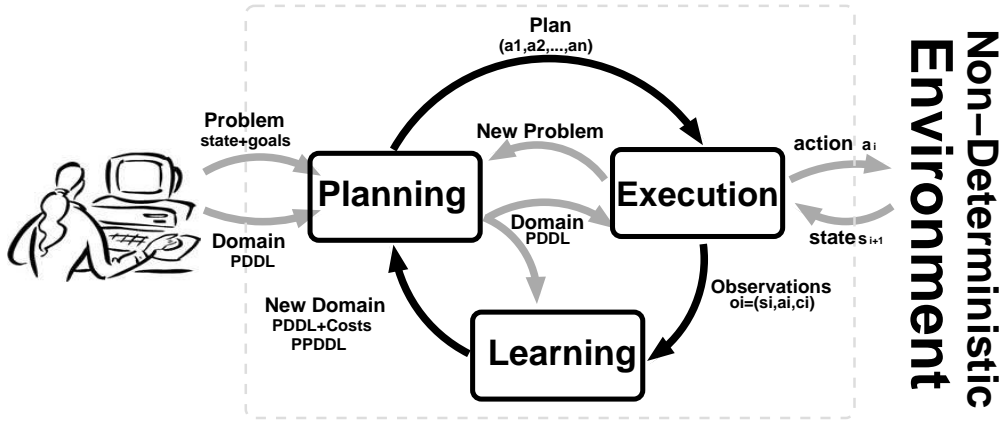 Plan
(a1,a2,...,an)
Problem
state+goals
New Problem
action ai
Planning
Execution
Domain
PDDL
Domain
PDDL
state si+1
Observations
oi=(si,ai,ci)
New Domain
PDDL+Costs
PPDDL
Learning
Non−Deterministic
Environment